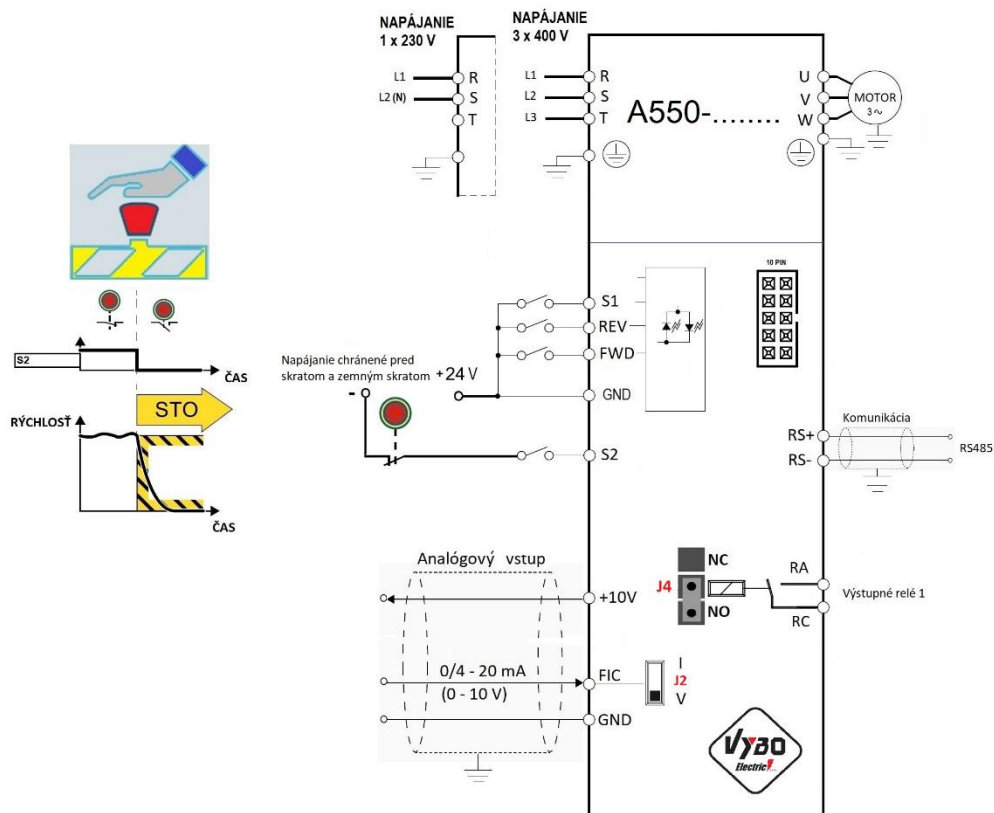 NAPÁJANIE
1 x 230 V
L1
R
L2 (N)
S
T
NAPÁJANIE
3 x 400 V
L1
R
L2
S
L3
T
A550-........
U
V
W
MOTOR
3 ~
10 PIN
S1
REV
FWD
GND
Napájanie chránené pred
skratom a zemným skratom
+24 V
-
S2
S2
ČAS
STO
RÝCHLOSŤ
ČAS
Komunikácia
RS+
RS-
RS485
Analógový vstup
+10V
0/4 - 20 mA
(0 - 10 V)
FIC
GND
I
J2
V
NC
J4
NO
RA
RC
Výstupné relé 1
VYBO
Electric